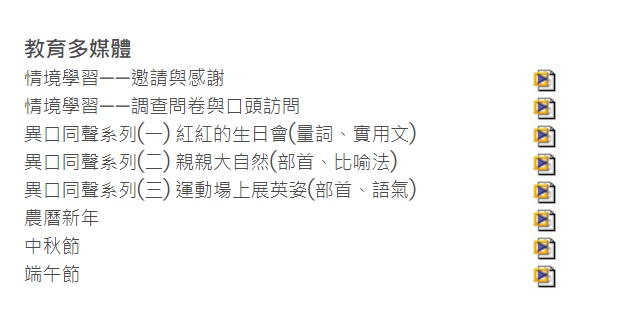 教育多媒體
情境學習——邀請與感謝
情境學習——調查問卷與口頭訪問
異口同聲系列(一) 紅紅的生日會(量詞、實用文)
異口同聲系列(二) 親親大自然(部首、比喻法)
異口同聲系列(三) 運動場上展英姿(部首、語氣)
農曆新年
中秋節
端午節